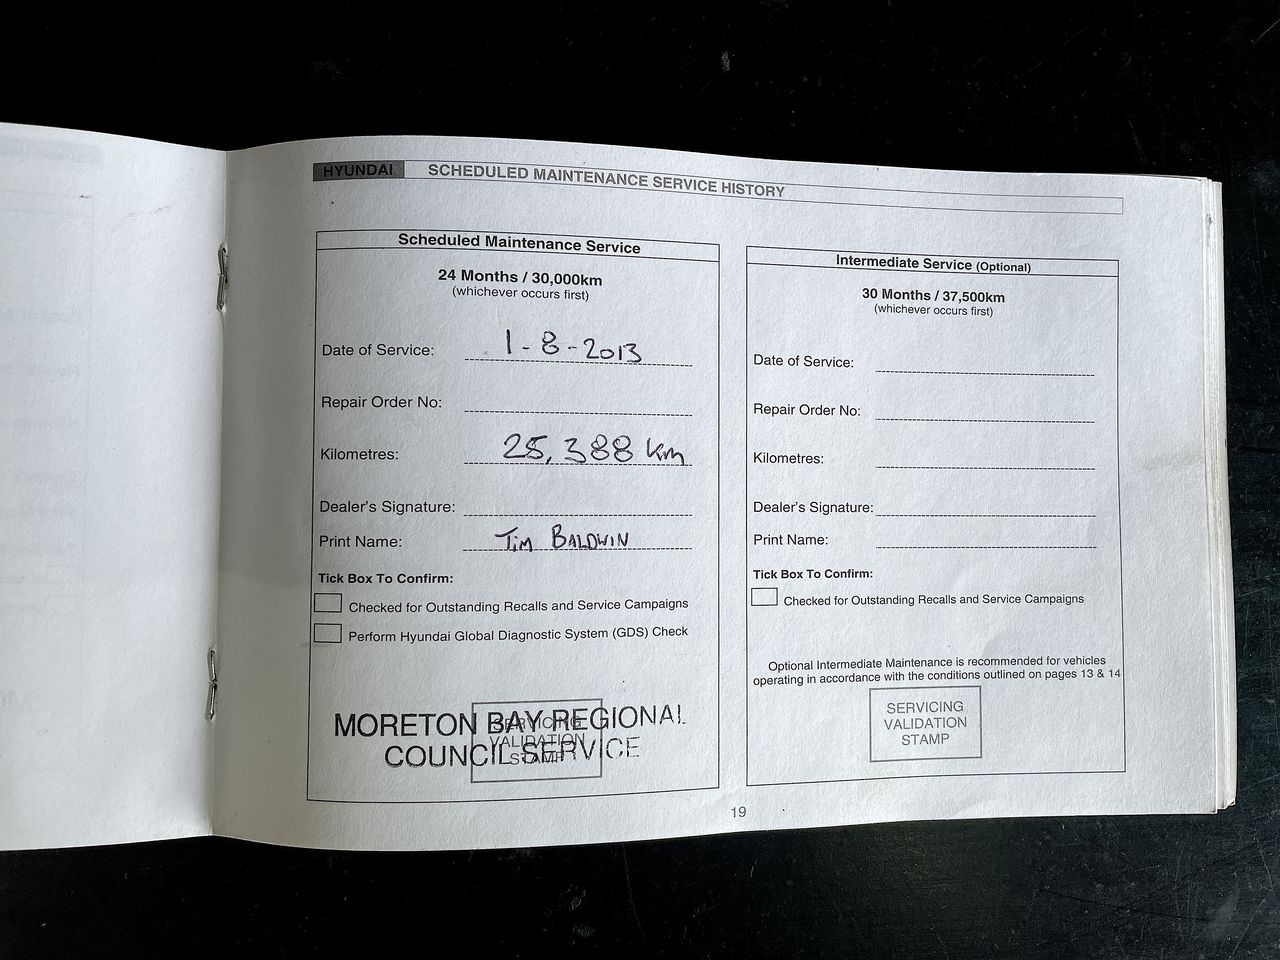 HYUNDAI SCHEDULED MAINTENANCE SERVICE HISTORY
Scheduled Maintenance Service
24 Months / 30,000km
(whichever occurs first)
Date of Service: 1-8-2013
Repair Order No:
Kilometres: 25,388 km
Dealer's Signature:
Print Name: Tim BALDWIN
Tick Box To Confirm:
Checked for Outstanding Recalls and Service Campaigns
Perform Hyundai Global Diagnostic System (GDS) Check
MORETON BAY REGIONAL
COUNCIL SERVICE
SERVICING
VALIDATION
STAMP
Intermediate Service (Optional)
30 Months / 37,500km
(whichever occurs first)
Date of Service:
Repair Order No:
Kilometres:
Dealer's Signature:
Print Name:
Tick Box To Confirm:
Checked for Outstanding Recalls and Service Campaigns
Optional Intermediate Maintenance is recommended for vehicles
operating in accordance with the conditions outlined on pages 13 & 14
SERVICING
VALIDATION
STAMP
19